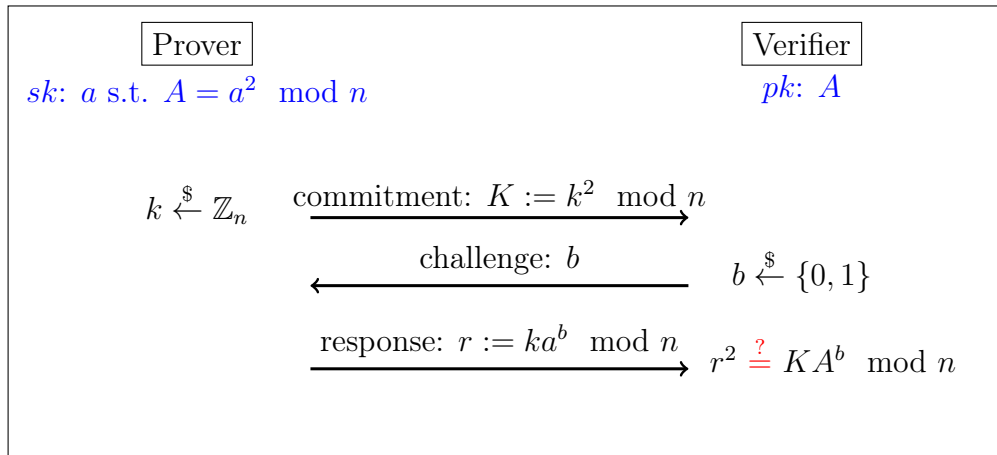 Prover
Verifier
sk: a s.t. A = a² mod n
pk: A
k ←$ ℤₙ
commitment: K := k² mod n
challenge: b
b ←$ {0, 1}
response: r := kaᵇ mod n
r² ≟ KAᵇ mod n